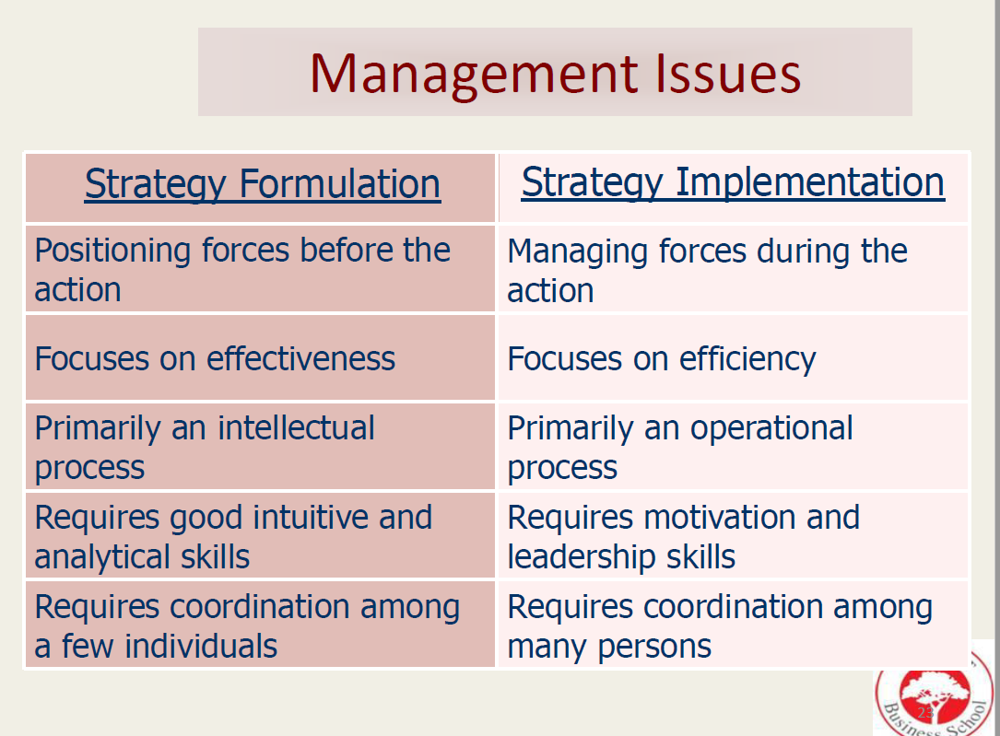 Management Issues
Strategy Formulation
Strategy Implementation
Positioning forces before the
action
Managing forces during the
action
Focuses on effectiveness
Focuses on efficiency
Primarily an intellectual
process
Primarily an operational
process
Requires good intuitive and
analytical skills
Requires motivation and
leadership skills
Requires coordination among
a few individuals
Requires coordination among
many persons
23
Business School